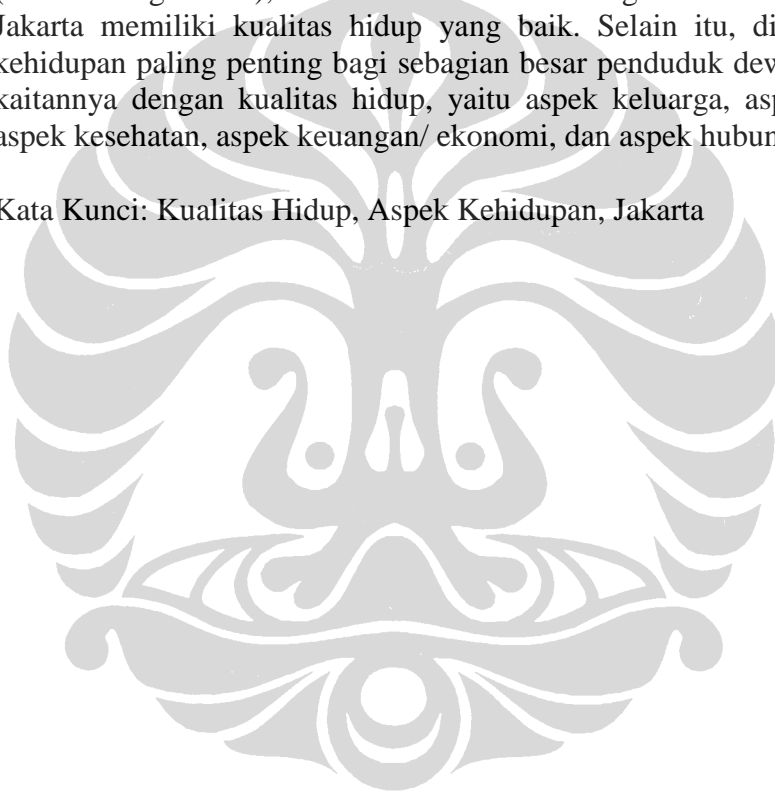 Jakarta memiliki kualitas hidup yang baik. Selain itu, di
kehidupan paling penting bagi sebagian besar penduduk dew
kaitannya dengan kualitas hidup, yaitu aspek keluarga, asp
aspek kesehatan, aspek keuangan/ ekonomi, dan aspek hubun
Kata Kunci: Kualitas Hidup, Aspek Kehidupan, Jakarta